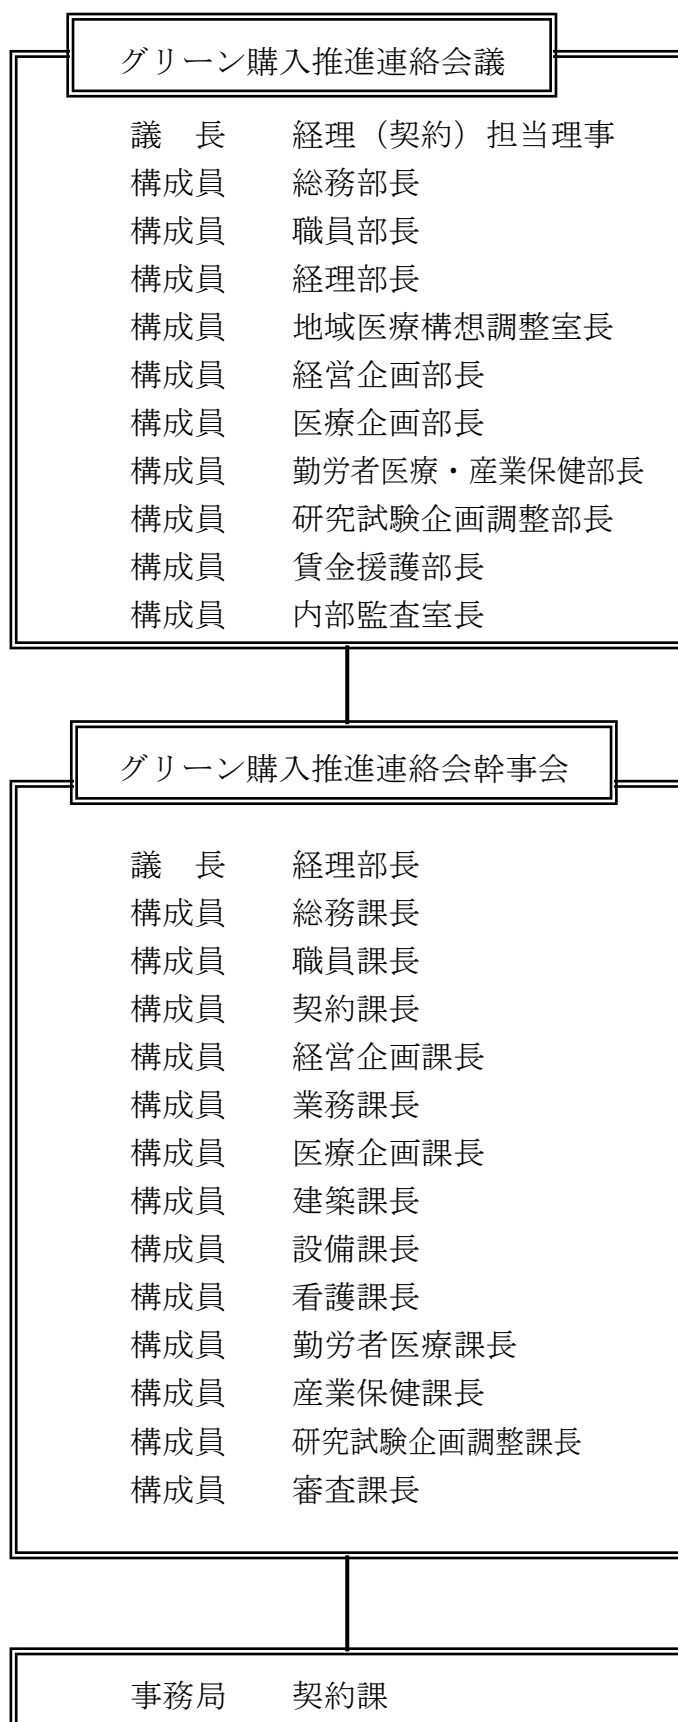 グリーン購入推進連絡会議
議　長　　経理（契約）担当理事
構成員　　総務部長
構成員　　職員部長
構成員　　経理部長
構成員　　地域医療構想調整室長
構成員　　経営企画部長
構成員　　医療企画部長
構成員　　勤労者医療・産業保健部長
構成員　　研究試験企画調整部長
構成員　　賃金援護部長
構成員　　内部監査室長
グリーン購入推進連絡会幹事会
議　長　　経理部長
構成員　　総務課長
構成員　　職員課長
構成員　　契約課長
構成員　　経営企画課長
構成員　　業務課長
構成員　　医療企画課長
構成員　　建築課長
構成員　　設備課長
構成員　　看護課長
構成員　　勤労者医療課長
構成員　　産業保健課長
構成員　　研究試験企画調整課長
構成員　　審査課長
事務局　　契約課